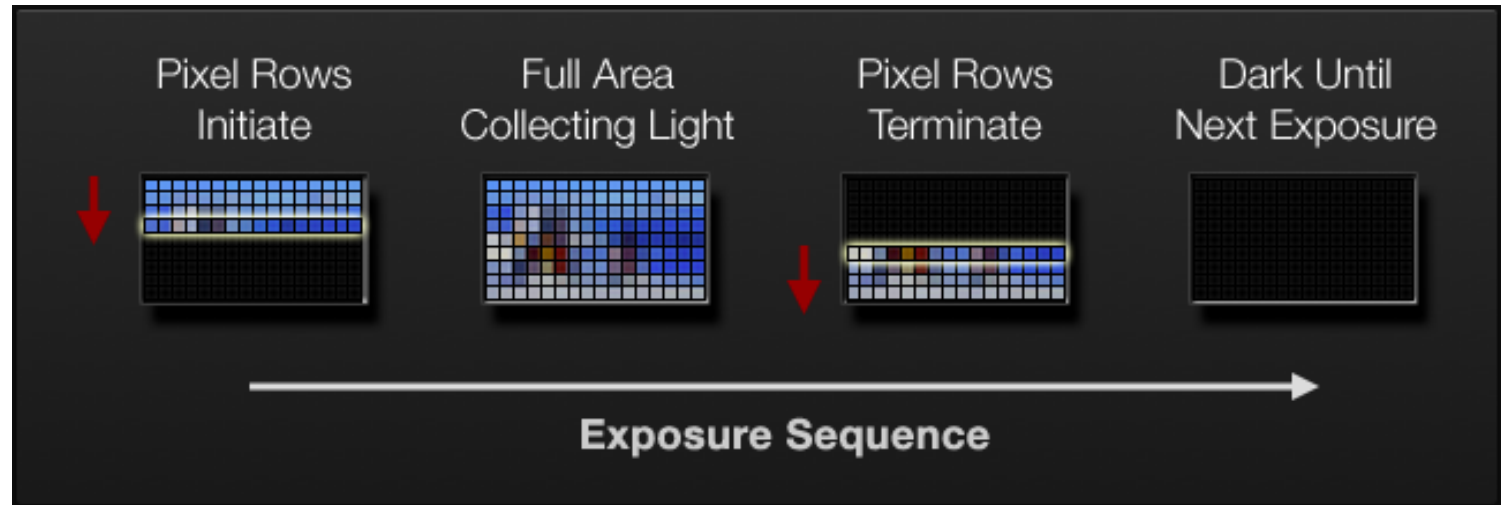 Pixel Rows
Initiate
Full Area
Collecting Light
Pixel Rows
Terminate
Dark Until
Next Exposure
Exposure Sequence